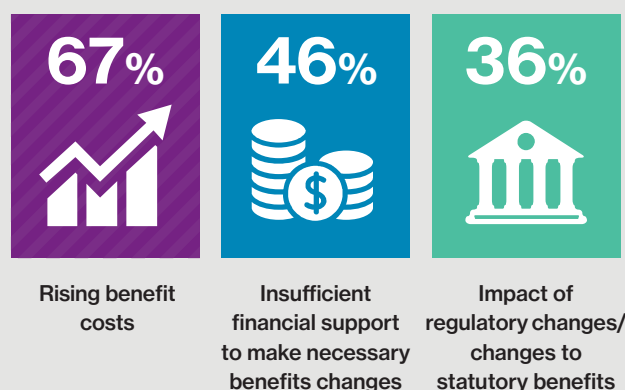 67%
46%
36%
$
Rising benefit
costs
Insufficient
financial support
to make necessary
benefits changes
Impact of
regulatory changes/
changes to
statutory benefits